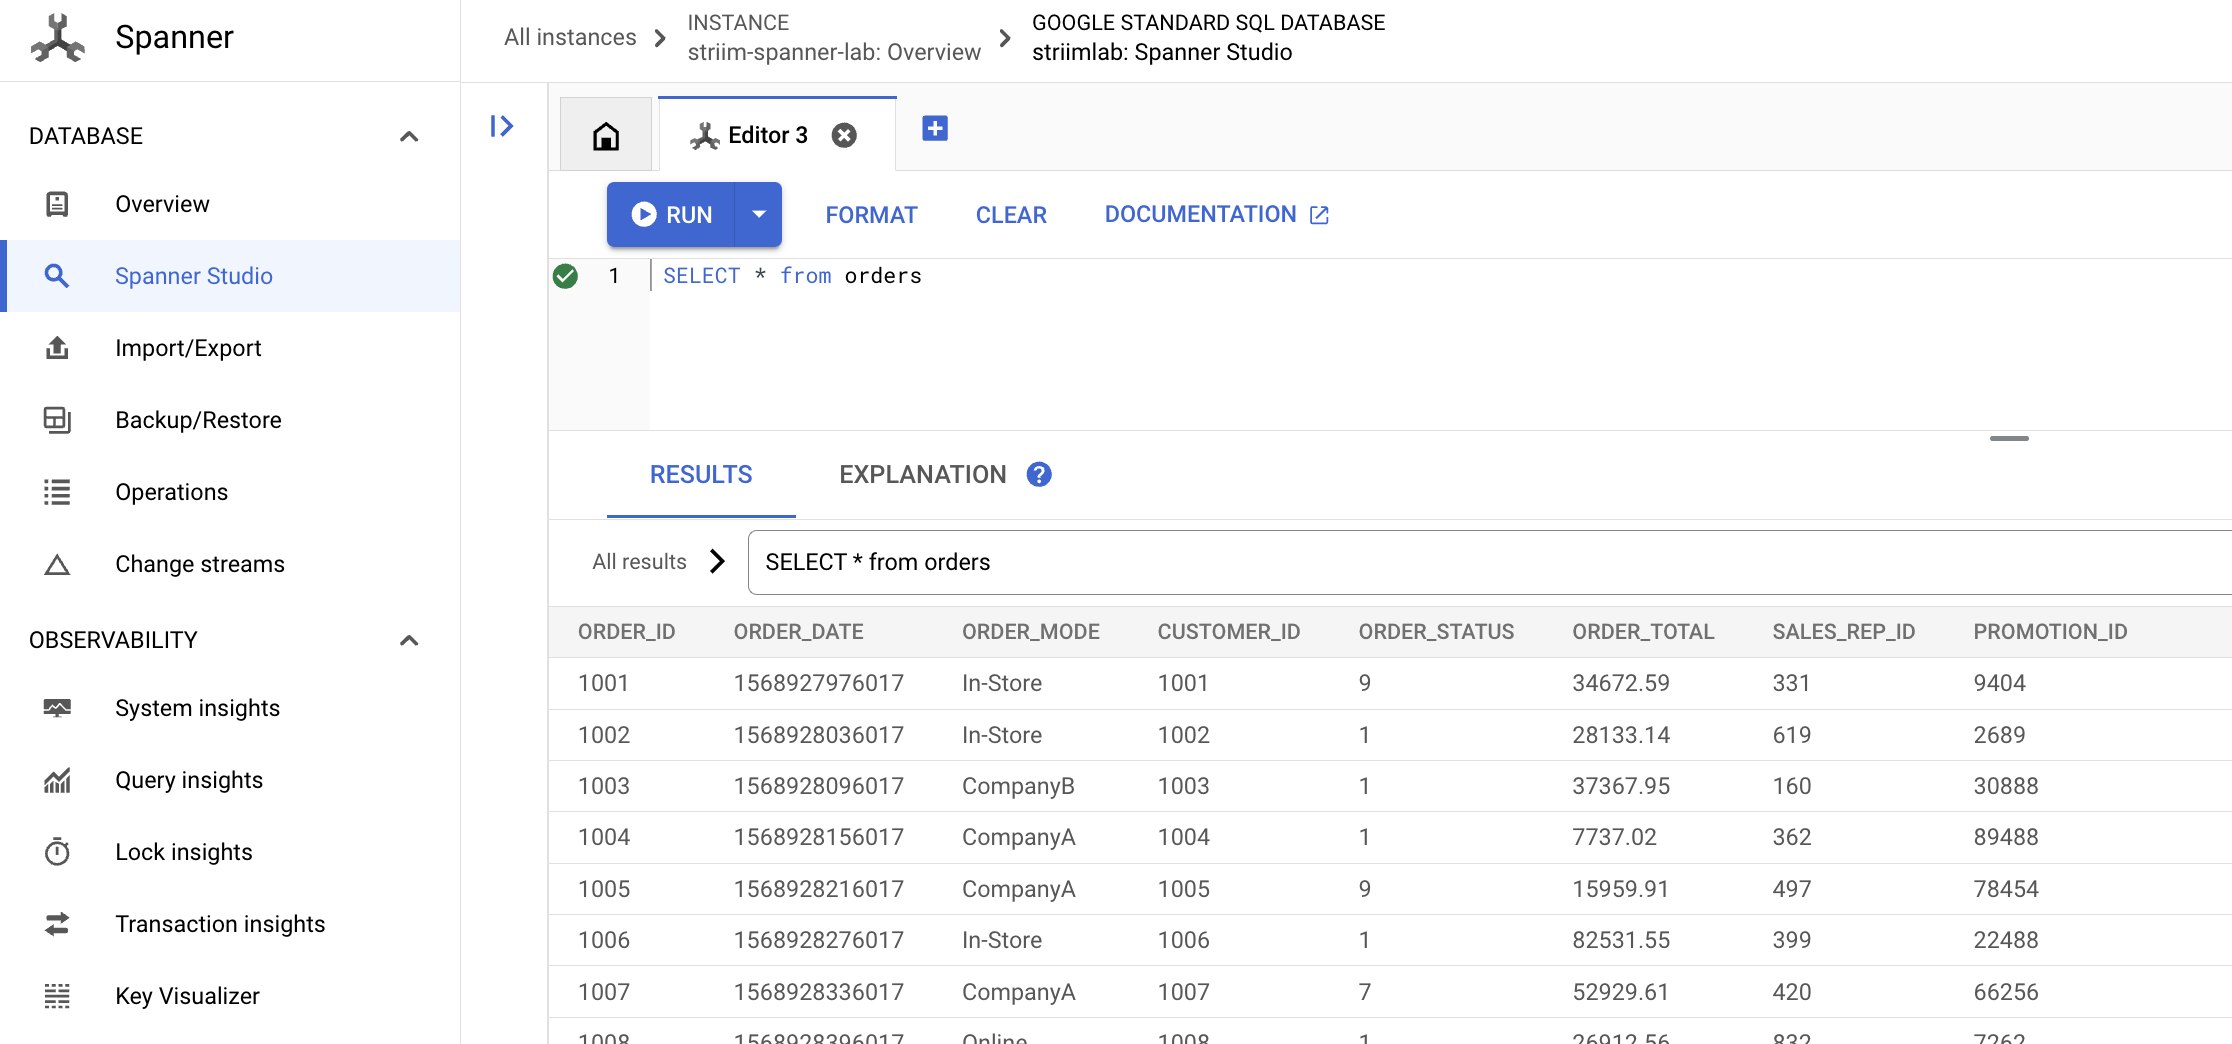 Spanner
All instances
INSTANCE
striim-spanner-lab: Overview
GOOGLE STANDARD SQL DATABASE
striimlab: Spanner Studio
DATABASE
Overview
Spanner Studio
Import/Export
Backup/Restore
Operations
Change streams
OBSERVABILITY
System insights
Query insights
Lock insights
Transaction insights
Key Visualizer
Editor 3
RUN FORMAT CLEAR DOCUMENTATION
1 SELECT * from orders
RESULTS EXPLANATION ?
All results SELECT * from orders
ORDER_ID ORDER_DATE ORDER_MODE CUSTOMER_ID ORDER_STATUS ORDER_TOTAL SALES_REP_ID PROMOTION_ID
1001 1568927976017 In-Store 1001 9 34672.59 331 9404
1002 1568928036017 In-Store 1002 1 28133.14 619 2689
1003 1568928096017 CompanyB 1003 1 37367.95 160 30888
1004 1568928156017 CompanyA 1004 1 7737.02 362 89488
1005 1568928216017 CompanyA 1005 9 15959.91 497 78454
1006 1568928276017 In-Store 1006 1 82531.55 399 22488
1007 1568928336017 CompanyA 1007 7 52929.61 420 66256
1008 1568928396017 Online 1008 1 26912.56 832 7262